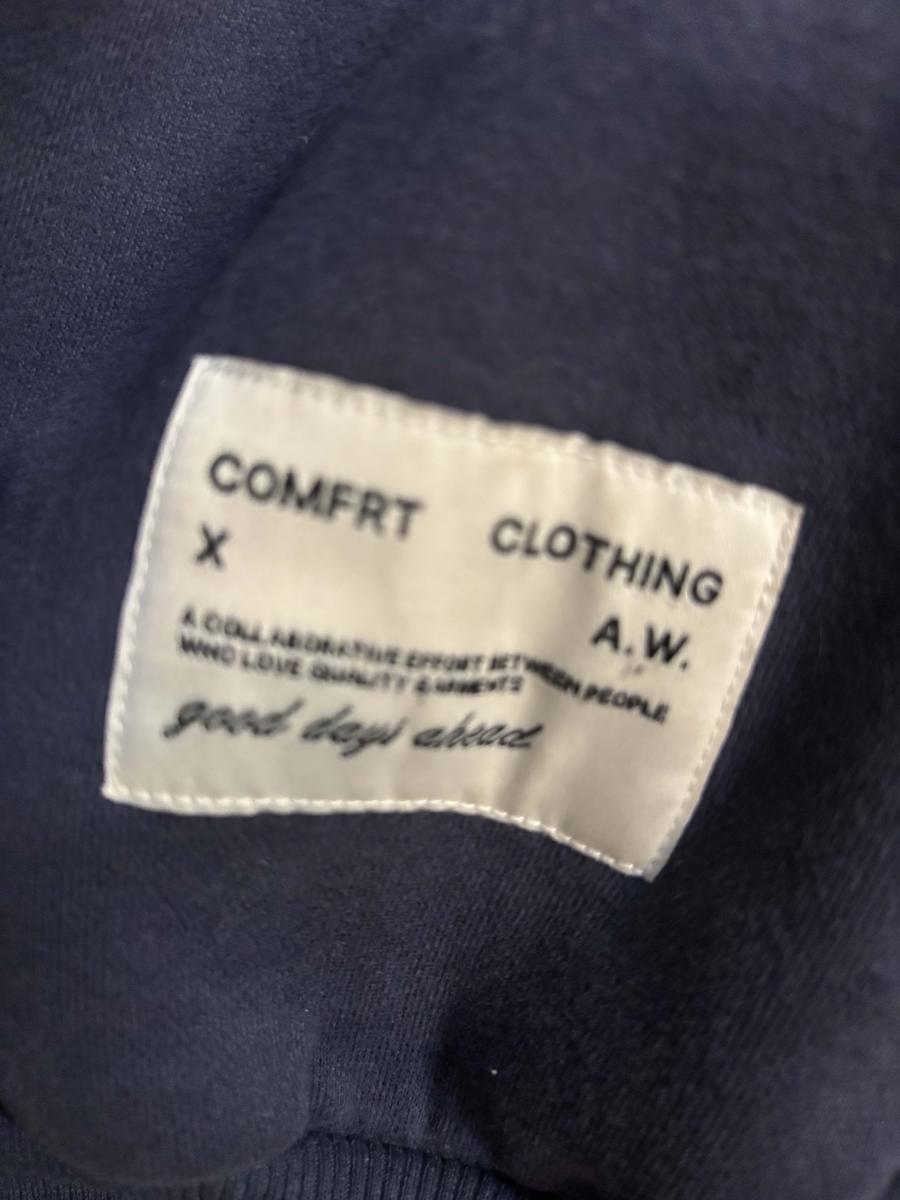 COMFRT CLOTHING
X A.W.
A COLLABORATIVE EFFORT BETWEEN PEOPLE
WHO LOVE QUALITY GARMENTS
good days ahead